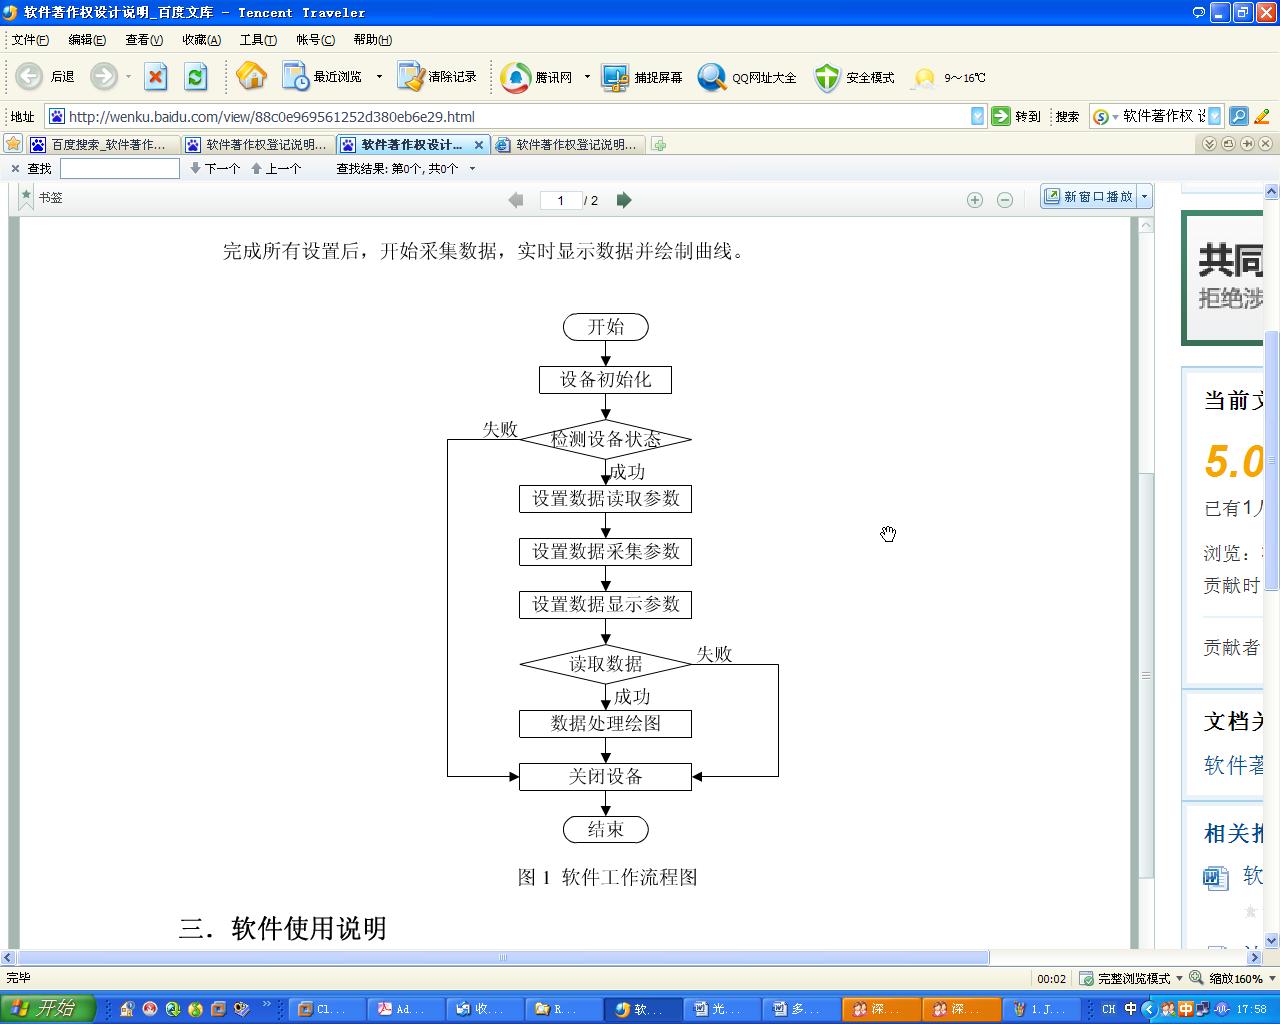 软件著作权设计说明_百度文库 - Tencent Traveler
文件(F) 编辑(E) 查看(V) 收藏(A) 工具(T) 帐号(C) 帮助(H)
后退 最近浏览 清除记录 腾讯网 捕捉屏幕 QQ网址大全 安全模式 9~16℃
地址 http://wenku.baidu.com/view/88c0e969561252d380eb6e29.html 转到 搜索 软件著作权
百度搜索_软件著作... 软件著作权登记说明... 软件著作权设计... 软件著作权登记说明...
查找 下一个 上一个 查找结果: 第0个, 共0个
书签 1 / 2 新窗口播放
完成所有设置后，开始采集数据，实时显示数据并绘制曲线。
开始
设备初始化
失败
检测设备状态
成功
设置数据读取参数
设置数据采集参数
设置数据显示参数
读取数据
失败
成功
数据处理绘图
关闭设备
结束
图 1 软件工作流程图
三．软件使用说明
共同
拒绝涉
当前文
5.0
已有1人
浏览：
贡献时
贡献者
文档关
软件著
相关推
软
完毕 00:02 完整浏览模式 缩放160%
开始 Cl... Ad... 收... R... 软... 光... 多... 深... 深... 1.J... CH 中 中 17:58